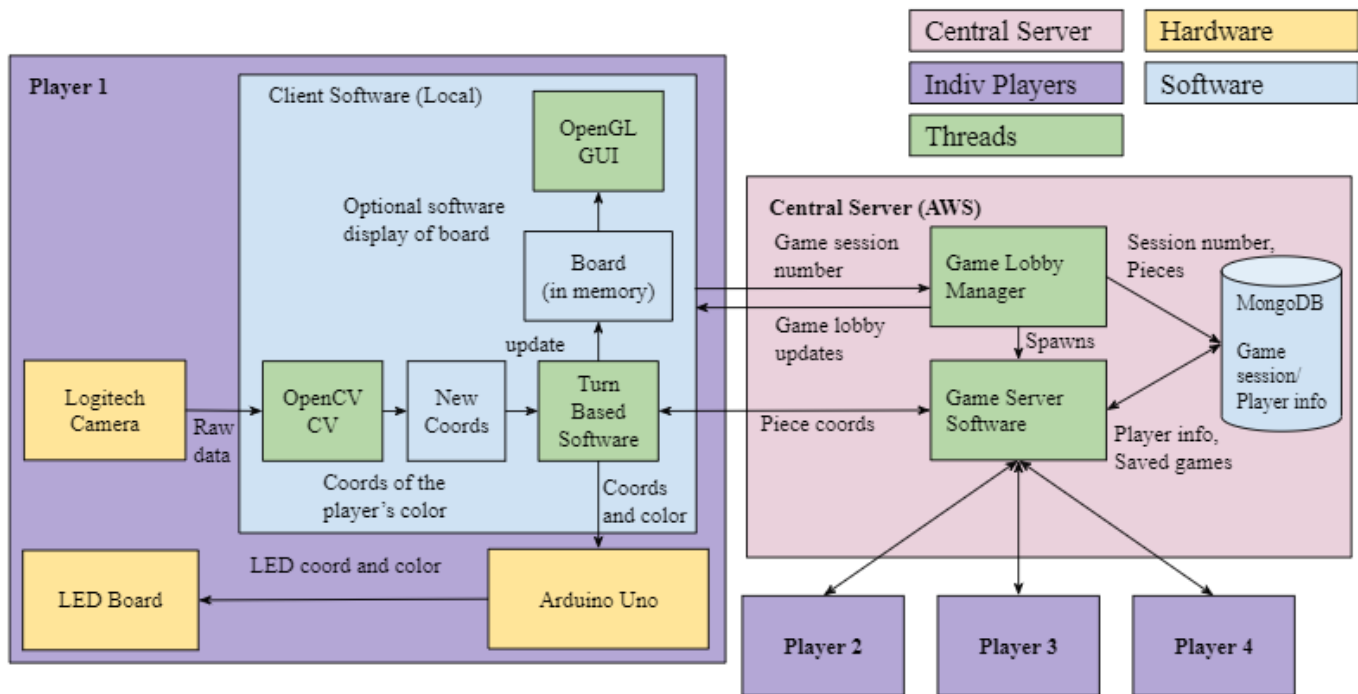 Central Server
Hardware
Indiv Players
Software
Threads
Player 1
Client Software (Local)
OpenGL
GUI
Optional software
display of board
Board
(in memory)
update
Logitech
Camera
Raw
data
OpenCV
CV
New
Coords
Turn
Based
Software
Coords of the
player's color
Coords
and color
LED coord and color
LED Board
Arduino Uno
Game session
number
Game lobby
updates
Piece coords
Central Server (AWS)
Game Lobby
Manager
Session number,
Pieces
Spawns
MongoDB
Game
session/
Player info
Game Server
Software
Player info,
Saved games
Player 2
Player 3
Player 4